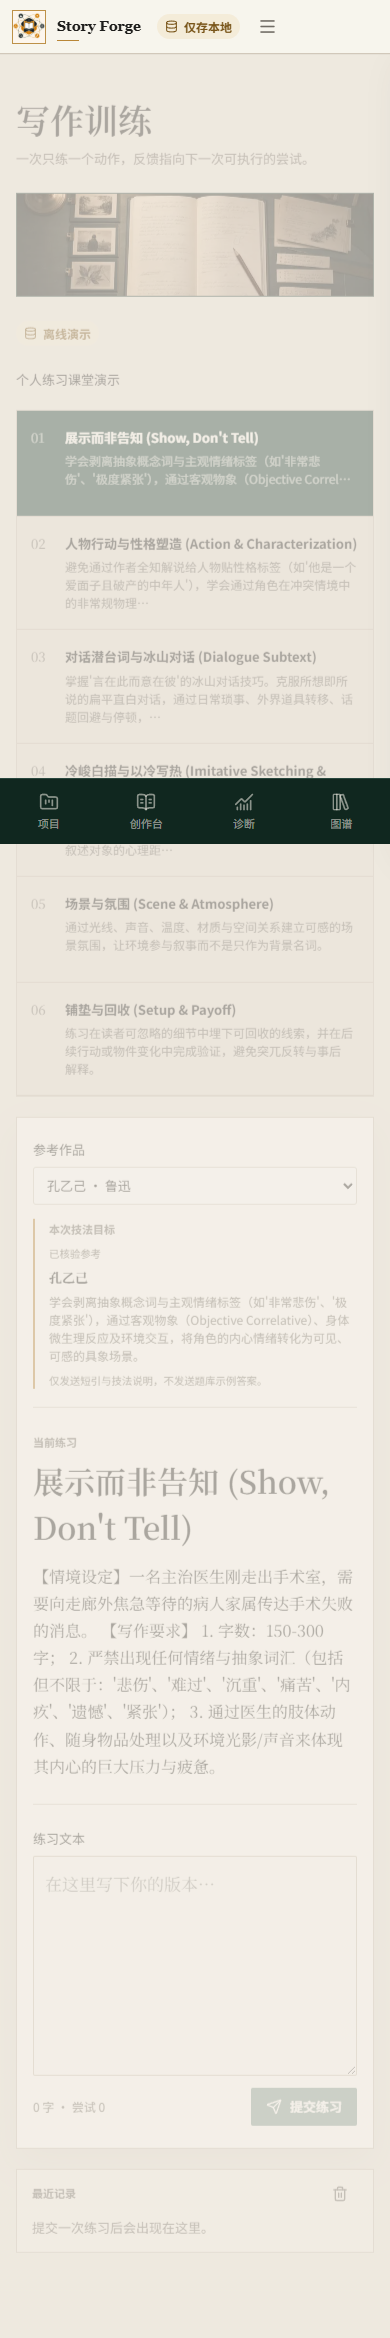 Story Forge
仅存本地
写作训练
一次只练一个动作，反馈指向下一次可执行的尝试。
离线演示
个人练习课堂演示
01
展示而非告知 (Show, Don't Tell)
学会剥离抽象概念词与主观情绪标签（如'非常悲
伤'、'极度紧张'），通过客观物象（Objective Correl…
02
人物行动与性格塑造 (Action & Characterization)
避免通过作者全知解说给人物贴性格标签（如'他是一个
爱面子且破产的中年人'），学会通过角色在冲突情境中
的非常规物理…
03
对话潜台词与冰山对话 (Dialogue Subtext)
掌握'言在此而意在彼'的冰山对话技巧。克服所想即所
说的扁平直白对话，通过日常琐事、外界道具转移、话
题回避与停顿，…
04
冷峻白描与以冷写热 (Imitative Sketching &
项目
创作台
诊断
图谱
叙述对象的心理距…
05
场景与氛围 (Scene & Atmosphere)
通过光线、声音、温度、材质与空间关系建立可感的场
景氛围，让环境参与叙事而不是只作为背景名词。
06
铺垫与回收 (Setup & Payoff)
练习在读者可忽略的细节中埋下可回收的线索，并在后
续行动或物件变化中完成验证，避免突兀反转与事后
解释。
参考作品
孔乙己 · 鲁迅
本次技法目标
已核验参考
孔乙己
学会剥离抽象概念词与主观情绪标签（如'非常悲伤'、'极
度紧张'），通过客观物象（Objective Correlative）、身体
微生理反应及环境交互，将角色的内心情绪转化为可见、
可感的具象场景。
仅发送短引与技法说明，不发送题库示例答案。
当前练习
展示而非告知 (Show,
Don't Tell)
【情境设定】一名主治医生刚走出手术室，需
要向走廊外焦急等待的病人家属传达手术失败
的消息。 【写作要求】 1. 字数：150-300
字； 2. 严禁出现任何情绪与抽象词汇（包括
但不限于：'悲伤'、'难过'、'沉重'、'痛苦'、'内
疚'、'遗憾'、'紧张'）； 3. 通过医生的肢体动
作、随身物品处理以及环境光影/声音来体现
其内心的巨大压力与疲惫。
练习文本
在这里写下你的版本…
0 字 · 尝试 0
提交练习
最近记录
提交一次练习后会出现在这里。